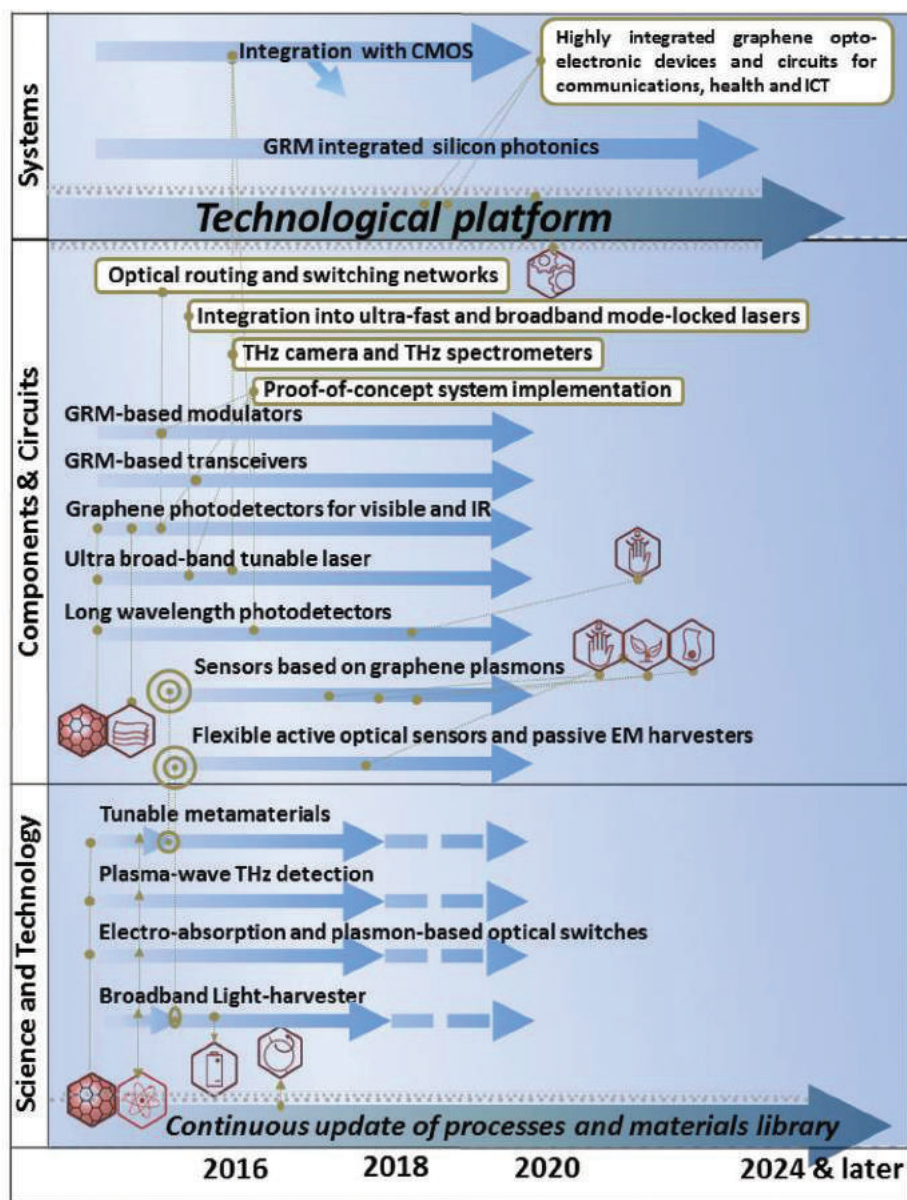 Systems
Integration with CMOS
Highly integrated graphene opto-
electronic devices and circuits for
communications, health and ICT
GRM integrated silicon photonics
Technological platform
Components & Circuits
Optical routing and switching networks
Integration into ultra-fast and broadband mode-locked lasers
THz camera and THz spectrometers
Proof-of-concept system implementation
GRM-based modulators
GRM-based transceivers
Graphene photodetectors for visible and IR
Ultra broad-band tunable laser
Long wavelength photodetectors
Sensors based on graphene plasmons
Flexible active optical sensors and passive EM harvesters
Science and Technology
Tunable metamaterials
Plasma-wave THz detection
Electro-absorption and plasmon-based optical switches
Broadband Light-harvester
Continuous update of processes and materials library
2016 2018 2020 2024 & later